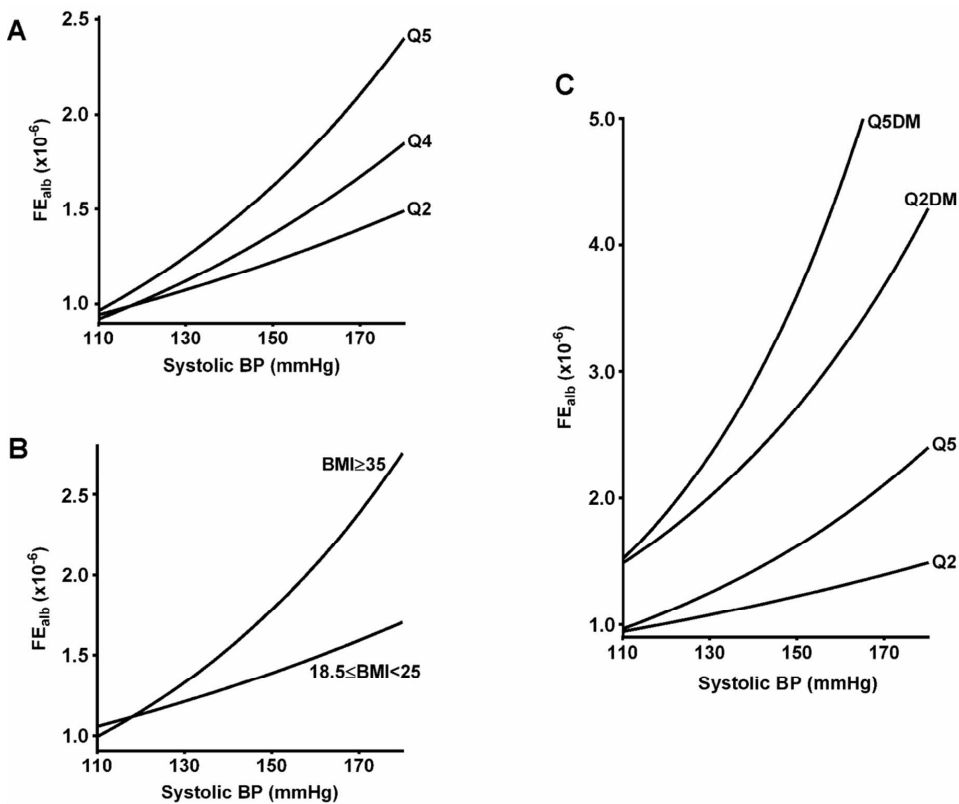 A
2.5
2.0
1.5
1.0
FEalb (x10-6)
Q5
Q4
Q2
110 130 150 170
Systolic BP (mmHg)
B
2.5
2.0
1.5
1.0
FEalb (x10-6)
BMI≥35
18.5≤BMI<25
110 130 150 170
Systolic BP (mmHg)
C
5.0
4.0
3.0
2.0
1.0
FEalb (x10-6)
Q5DM
Q2DM
Q5
Q2
110 130 150 170
Systolic BP (mmHg)